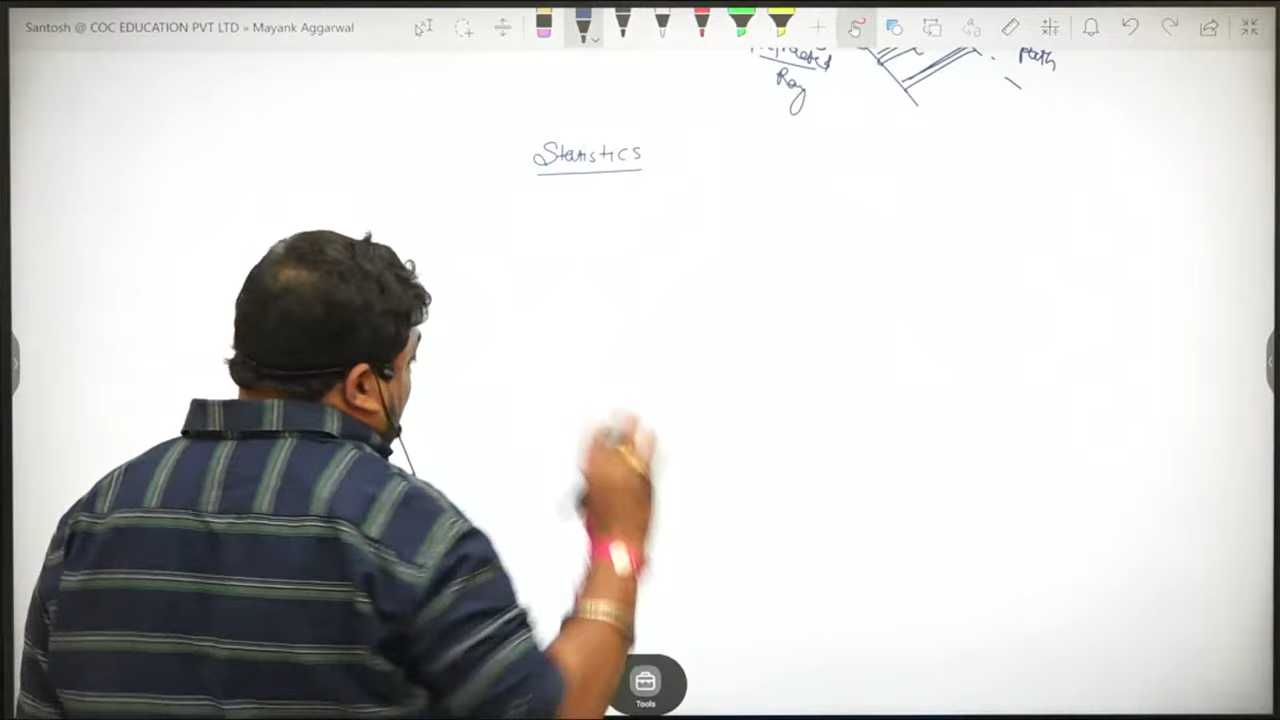 Santosh @ COC EDUCATION PVT LTD » Mayank Aggarwal
Path
Ray
Statistics
Tools